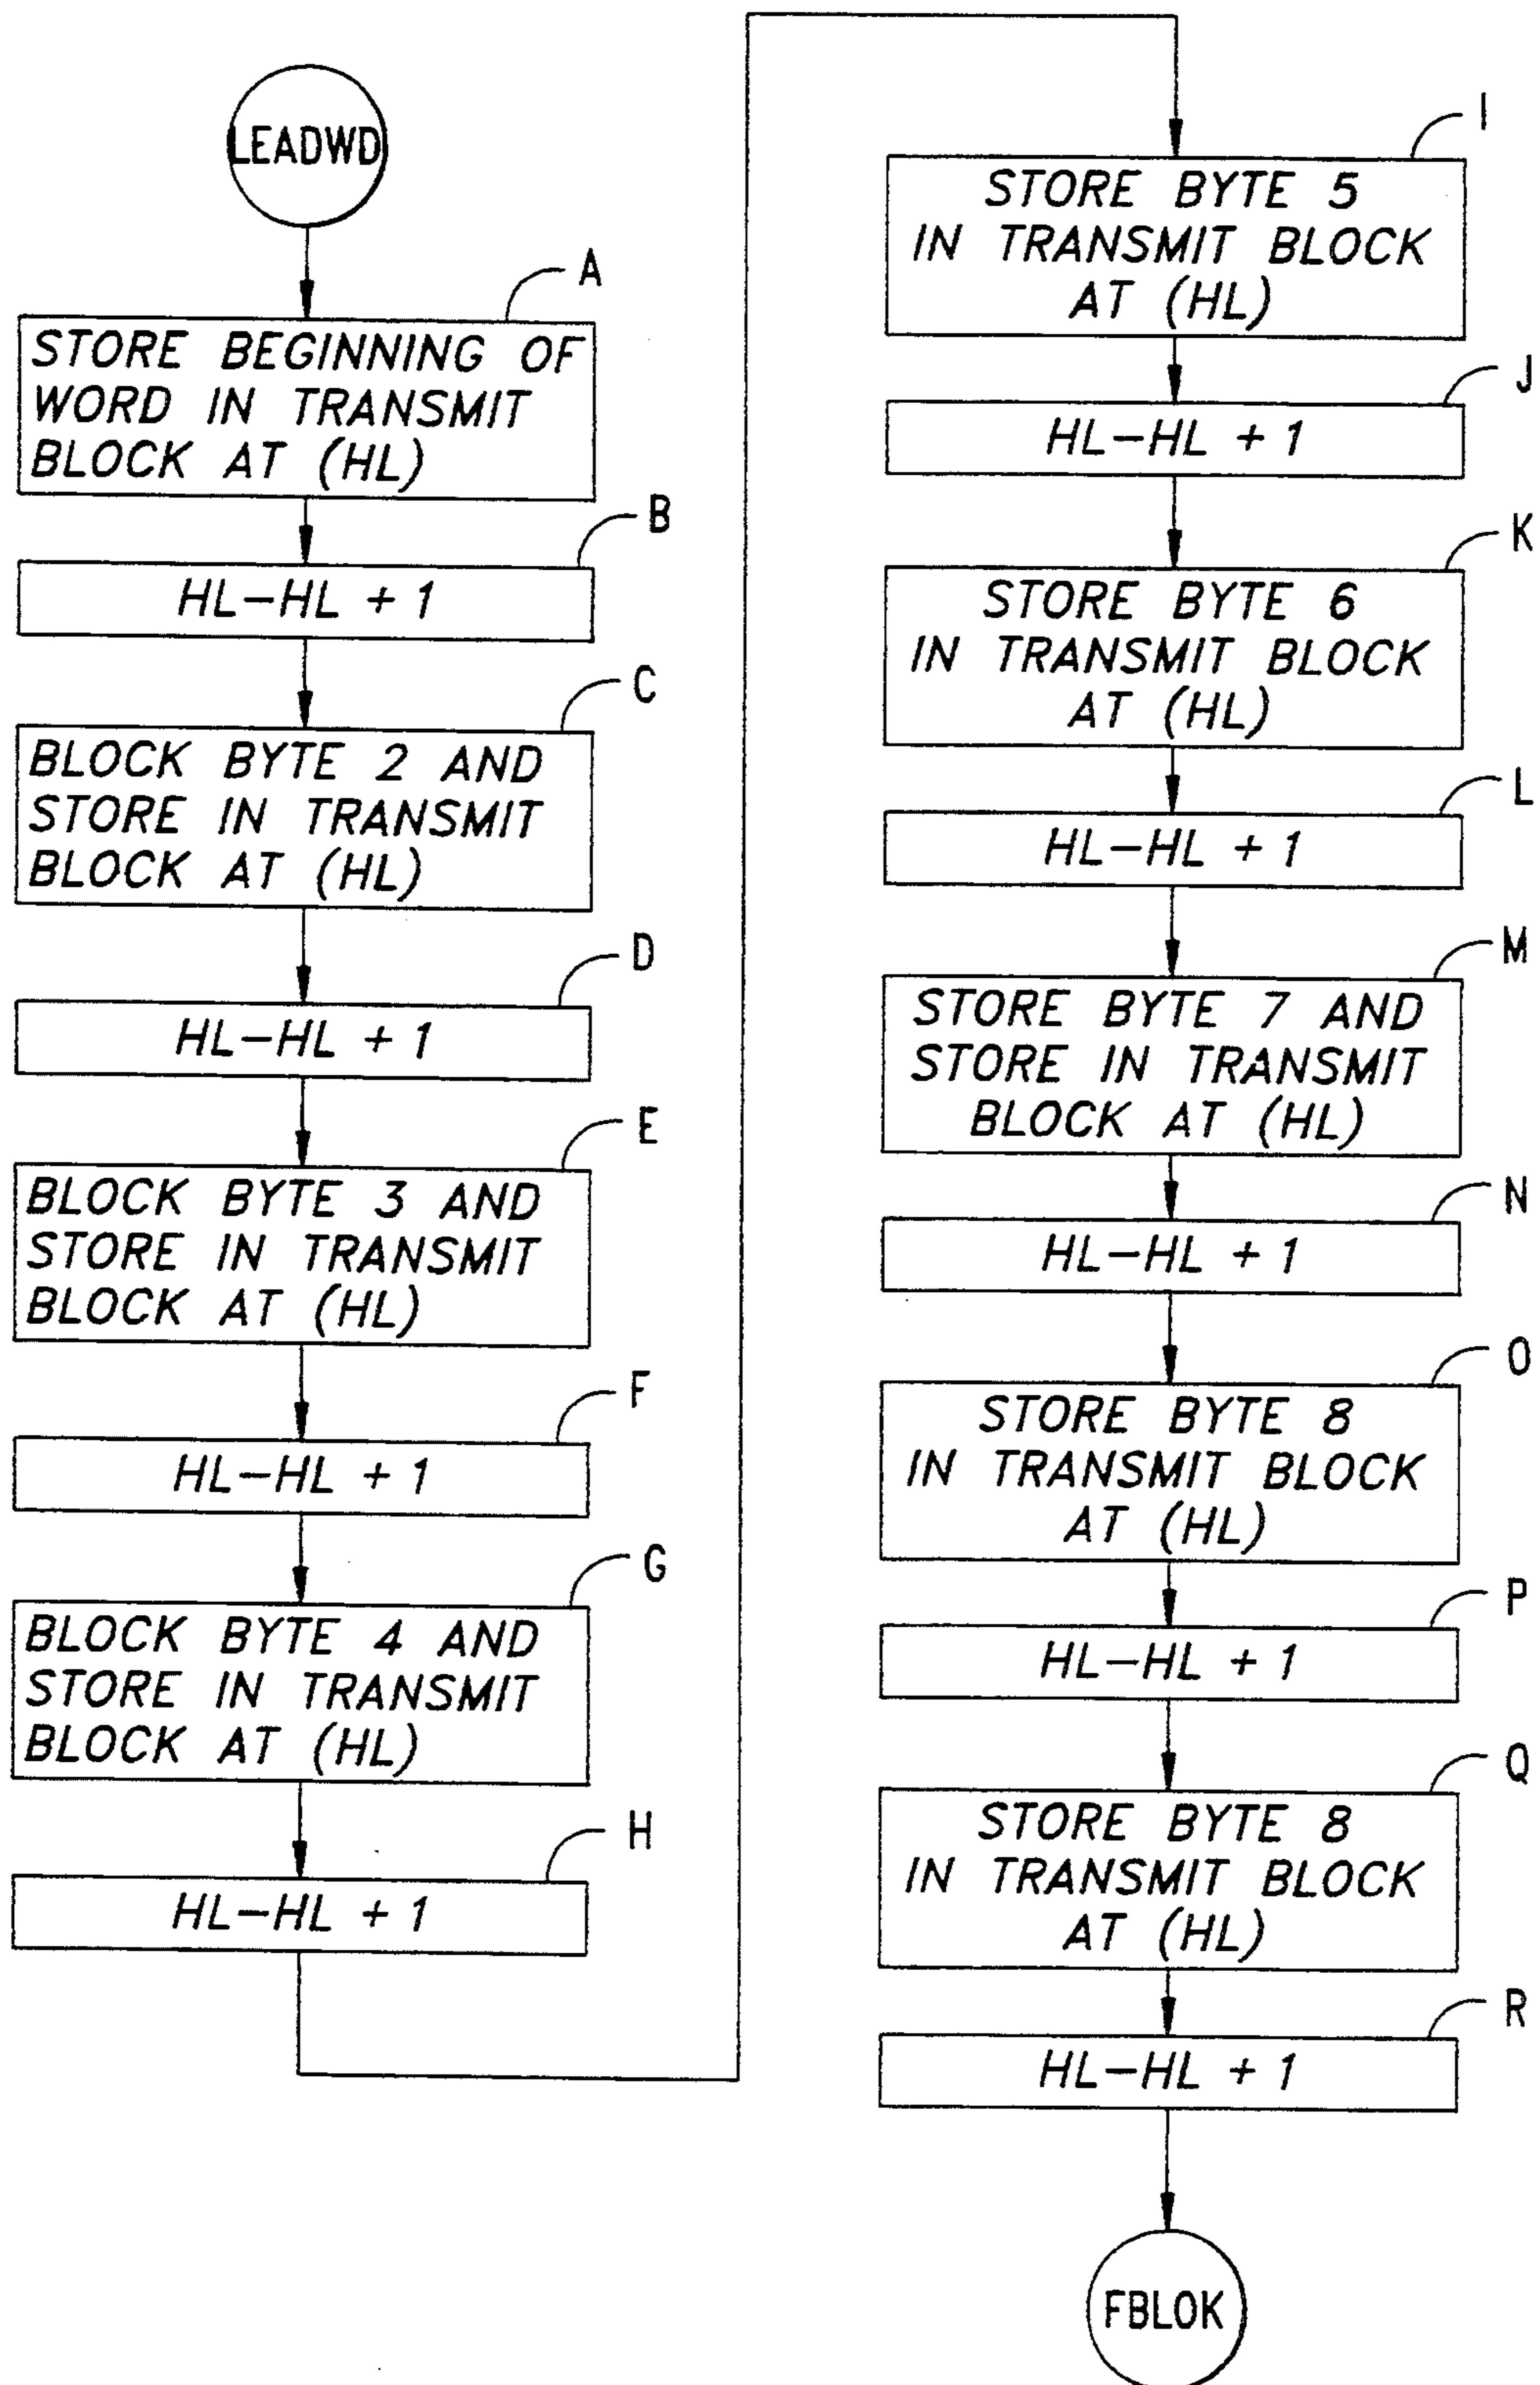 LEADWD
A
STORE BEGINNING OF
WORD IN TRANSMIT
BLOCK AT (HL)
B
HL-HL + 1
C
BLOCK BYTE 2 AND
STORE IN TRANSMIT
BLOCK AT (HL)
D
HL-HL + 1
E
BLOCK BYTE 3 AND
STORE IN TRANSMIT
BLOCK AT (HL)
F
HL-HL + 1
G
BLOCK BYTE 4 AND
STORE IN TRANSMIT
BLOCK AT (HL)
H
HL-HL + 1
I
STORE BYTE 5
IN TRANSMIT BLOCK
AT (HL)
J
HL-HL + 1
K
STORE BYTE 6
IN TRANSMIT BLOCK
AT (HL)
L
HL-HL + 1
M
STORE BYTE 7 AND
STORE IN TRANSMIT
BLOCK AT (HL)
N
HL-HL + 1
O
STORE BYTE 8
IN TRANSMIT BLOCK
AT (HL)
P
HL-HL + 1
Q
STORE BYTE 8
IN TRANSMIT BLOCK
AT (HL)
R
HL-HL + 1
FBLOK